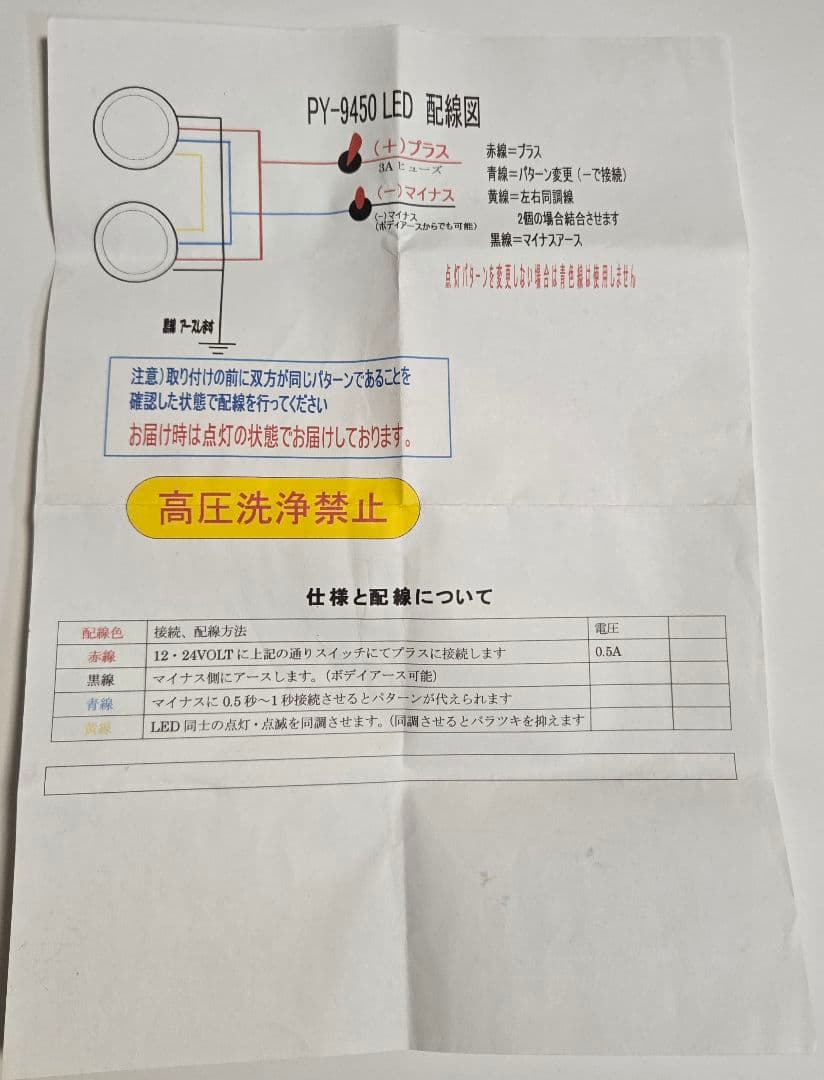 PY-9450 LED 配線図
(+)プラス
3Aヒューズ
(-)マイナス
(-)マイナス
(ボディアースからでも可能)
赤線=プラス
青線=パターン変更(-で接続)
黄線=左右同調線
2個の場合結合させます
黒線=マイナスアース
点灯パターンを変更しない場合は青色線は使用しません
黒線 アースします
注意)取り付けの前に双方が同じパターンであることを
確認した状態で配線を行ってください
お届け時は点灯の状態でお届けしております。
高圧洗浄禁止
仕様と配線について
配線色 接続、配線方法 電圧
赤線 12・24VOLTに上記の通りスイッチにてプラスに接続します 0.5A
黒線 マイナス側にアースします。(ボデイアース可能)
青線 マイナスに0.5秒~1秒接続させるとパターンが代えられます
黄線 LED同士の点灯・点滅を同調させます。(同調させるとバラツキを抑えます